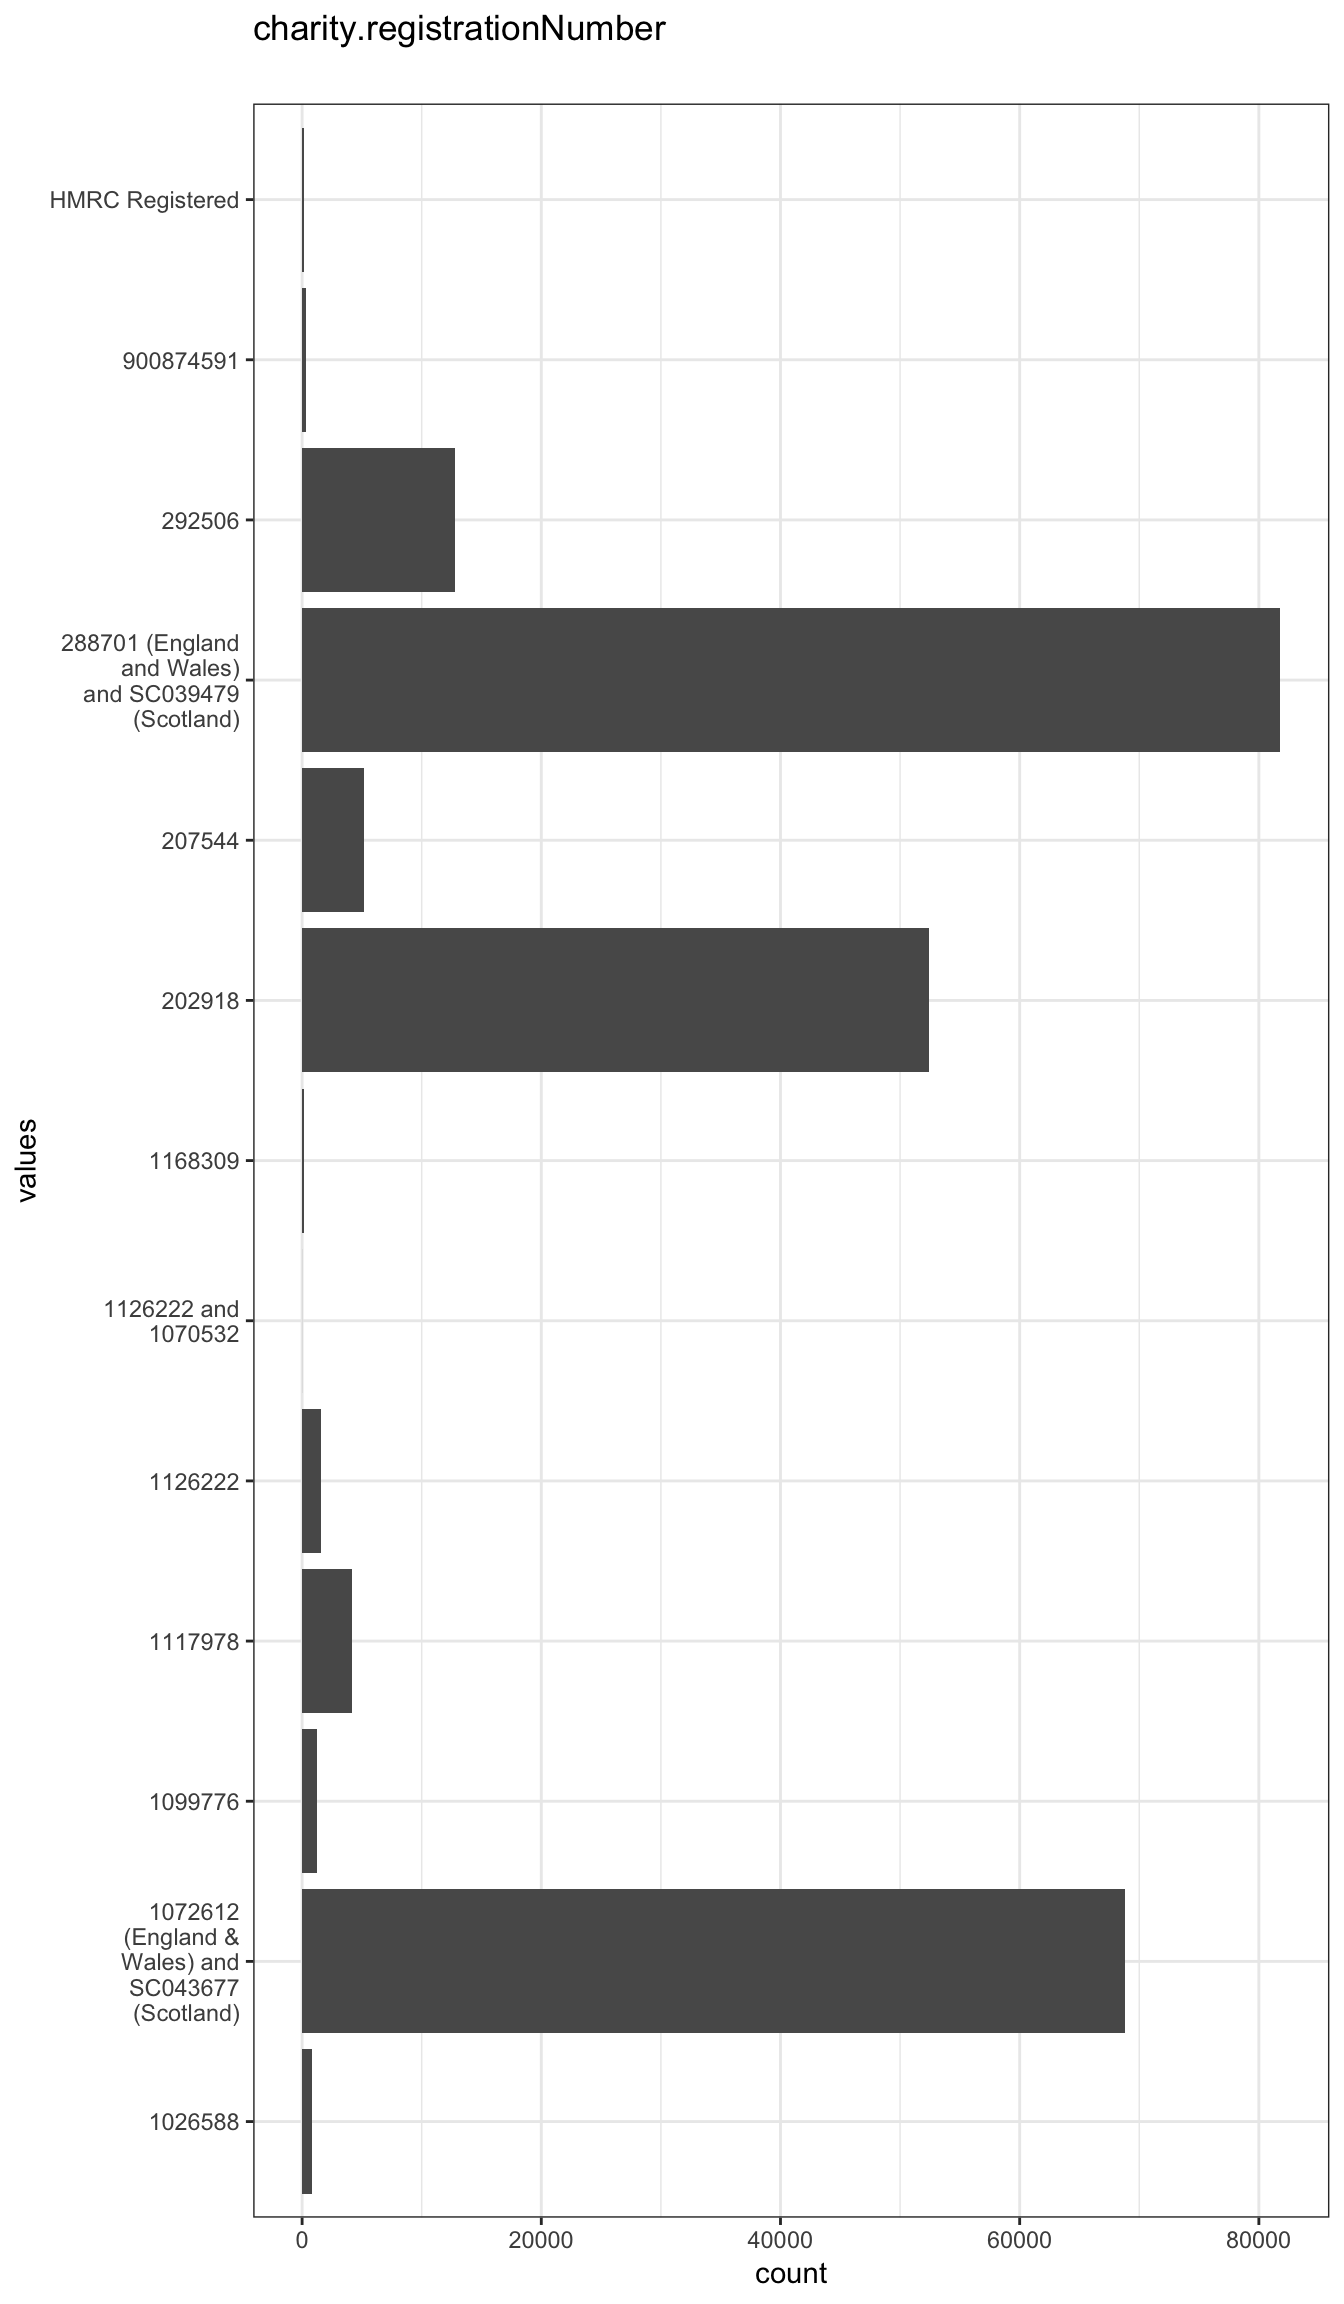 charity.registrationNumber
HMRC Registered
900874591
292506
288701 (England
and Wales)
and SC039479
(Scotland)
207544
202918
1168309
1126222 and
1070532
1126222
1117978
1099776
1072612
(England &
Wales) and
SC043677
(Scotland)
1026588
values
0 20000 40000 60000 80000
count